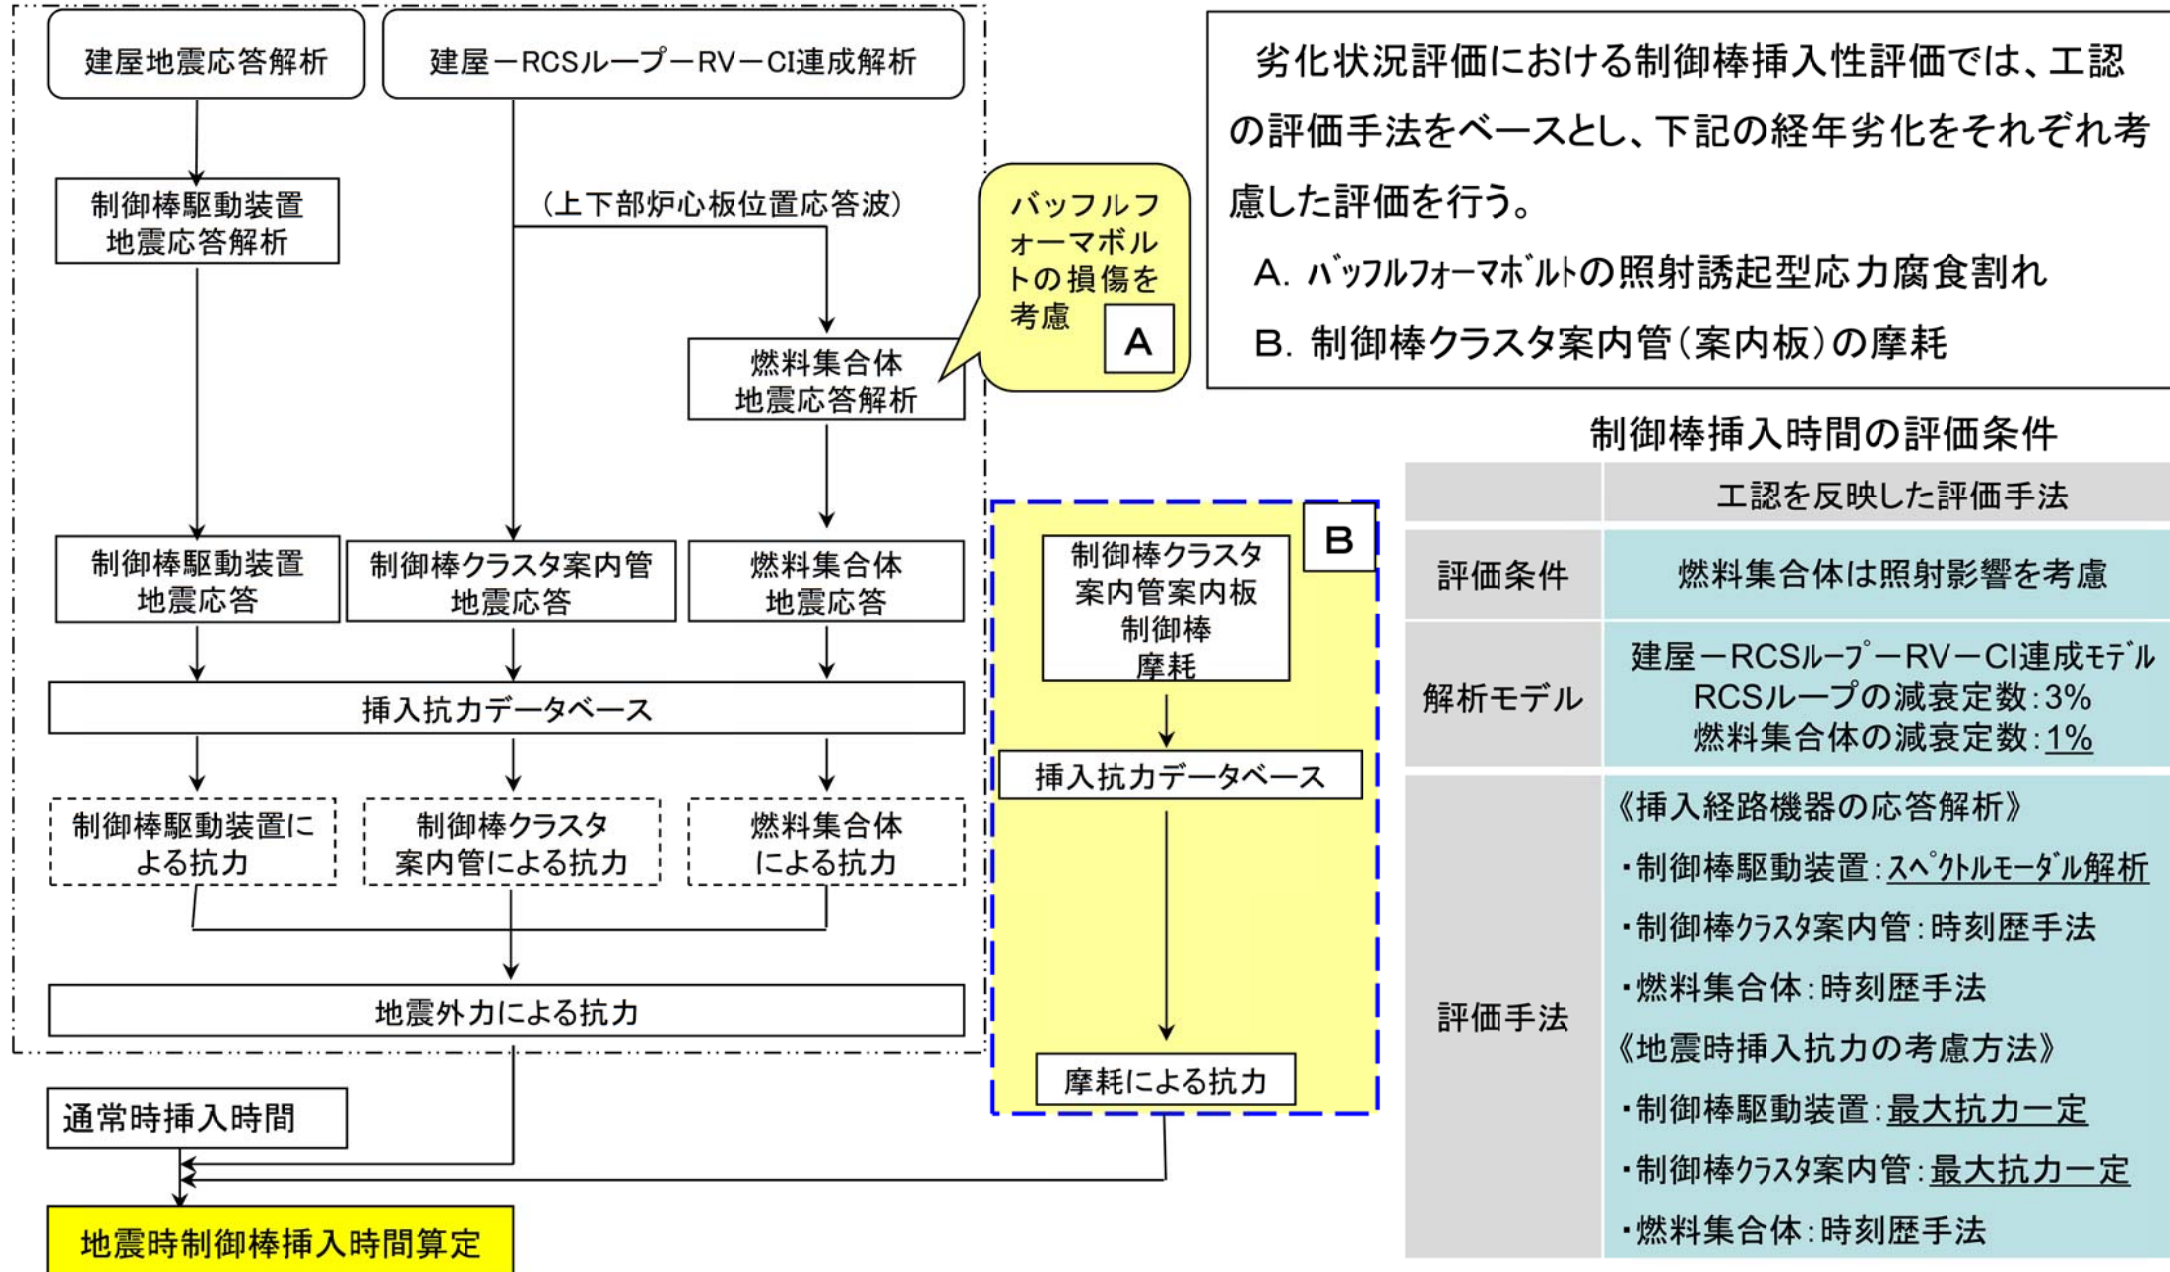 建屋地震応答解析
建屋－RCSループ－RV－CI連成解析
制御棒駆動装置
地震応答解析
（上下部炉心板位置応答波）
バッフルフ
ォーマボル
トの損傷を
考慮
A
燃料集合体
地震応答解析
制御棒駆動装置
地震応答
制御棒クラスタ案内管
地震応答
燃料集合体
地震応答
挿入抗力データベース
制御棒駆動装置に
よる抗力
制御棒クラスタ
案内管による抗力
燃料集合体
による抗力
地震外力による抗力
通常時挿入時間
地震時制御棒挿入時間算定
B
制御棒クラスタ
案内管案内板
制御棒
摩耗
挿入抗力データベース
摩耗による抗力
劣化状況評価における制御棒挿入性評価では、工認
の評価手法をベースとし、下記の経年劣化をそれぞれ考
慮した評価を行う。
A．ﾊﾞｯﾌﾙﾌｫｰﾏﾎﾞﾙﾄの照射誘起型応力腐食割れ
B．制御棒クラスタ案内管（案内板）の摩耗
制御棒挿入時間の評価条件
工認を反映した評価手法
評価条件
燃料集合体は照射影響を考慮
解析モデル
建屋－RCSﾙｰﾌﾟ－RV－CI連成ﾓﾃﾞﾙ
RCSループの減衰定数：3%
燃料集合体の減衰定数：1%
評価手法
《挿入経路機器の応答解析》
・制御棒駆動装置：ｽﾍﾟｸﾄﾙﾓｰﾀﾞﾙ解析
・制御棒ｸﾗｽﾀ案内管：時刻歴手法
・燃料集合体：時刻歴手法
《地震時挿入抗力の考慮方法》
・制御棒駆動装置：最大抗力一定
・制御棒ｸﾗｽﾀ案内管：最大抗力一定
・燃料集合体：時刻歴手法